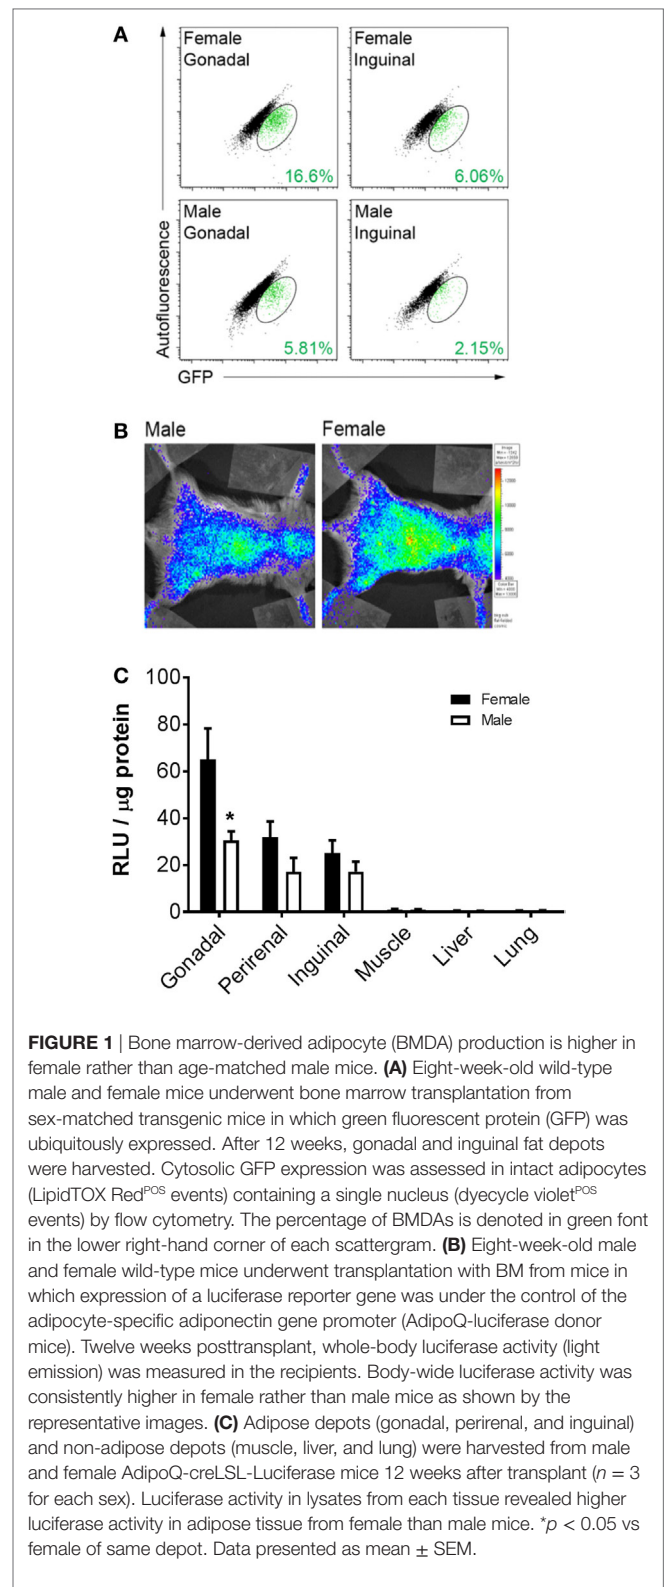 A
Female
Gonadal
16.6%
Female
Inguinal
6.06%
Male
Gonadal
5.81%
Male
Inguinal
2.15%
Autofluorescence
GFP
B
Male
Female
C
RLU / μg protein
100
80
60
40
20
0
Female
Male
*
Gonadal
Perirenal
Inguinal
Muscle
Liver
Lung
FIGURE 1 | Bone marrow-derived adipocyte (BMDA) production is higher in
female rather than age-matched male mice. (A) Eight-week-old wild-type
male and female mice underwent bone marrow transplantation from
sex-matched transgenic mice in which green fluorescent protein (GFP) was
ubiquitously expressed. After 12 weeks, gonadal and inguinal fat depots
were harvested. Cytosolic GFP expression was assessed in intact adipocytes
(LipidTOX RedPOS events) containing a single nucleus (dyecycle violetPOS
events) by flow cytometry. The percentage of BMDAs is denoted in green font
in the lower right-hand corner of each scattergram. (B) Eight-week-old male
and female wild-type mice underwent transplantation with BM from mice in
which expression of a luciferase reporter gene was under the control of the
adipocyte-specific adiponectin gene promoter (AdipoQ-luciferase donor
mice). Twelve weeks posttransplant, whole-body luciferase activity (light
emission) was measured in the recipients. Body-wide luciferase activity was
consistently higher in female rather than male mice as shown by the
representative images. (C) Adipose depots (gonadal, perirenal, and inguinal)
and non-adipose depots (muscle, liver, and lung) were harvested from male
and female AdipoQ-creLSL-Luciferase mice 12 weeks after transplant (n = 3
for each sex). Luciferase activity in lysates from each tissue revealed higher
luciferase activity in adipose tissue from female than male mice. *p < 0.05 vs
female of same depot. Data presented as mean ± SEM.